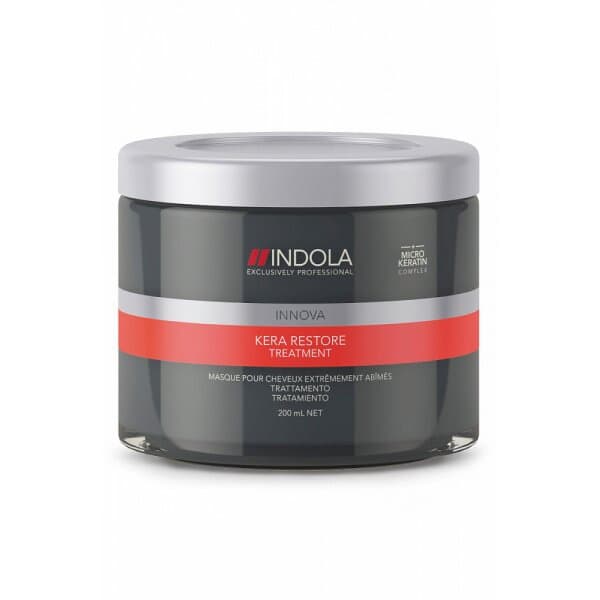 INDOLA
EXCLUSIVELY PROFESSIONAL
+
MICRO
KERATIN
COMPLEX
INNOVA
KERA RESTORE
TREATMENT
MASQUE POUR CHEVEUX EXTRÊMEMENT ABÎMÉS
TRATTAMENTO
TRATAMIENTO
200 mL NET